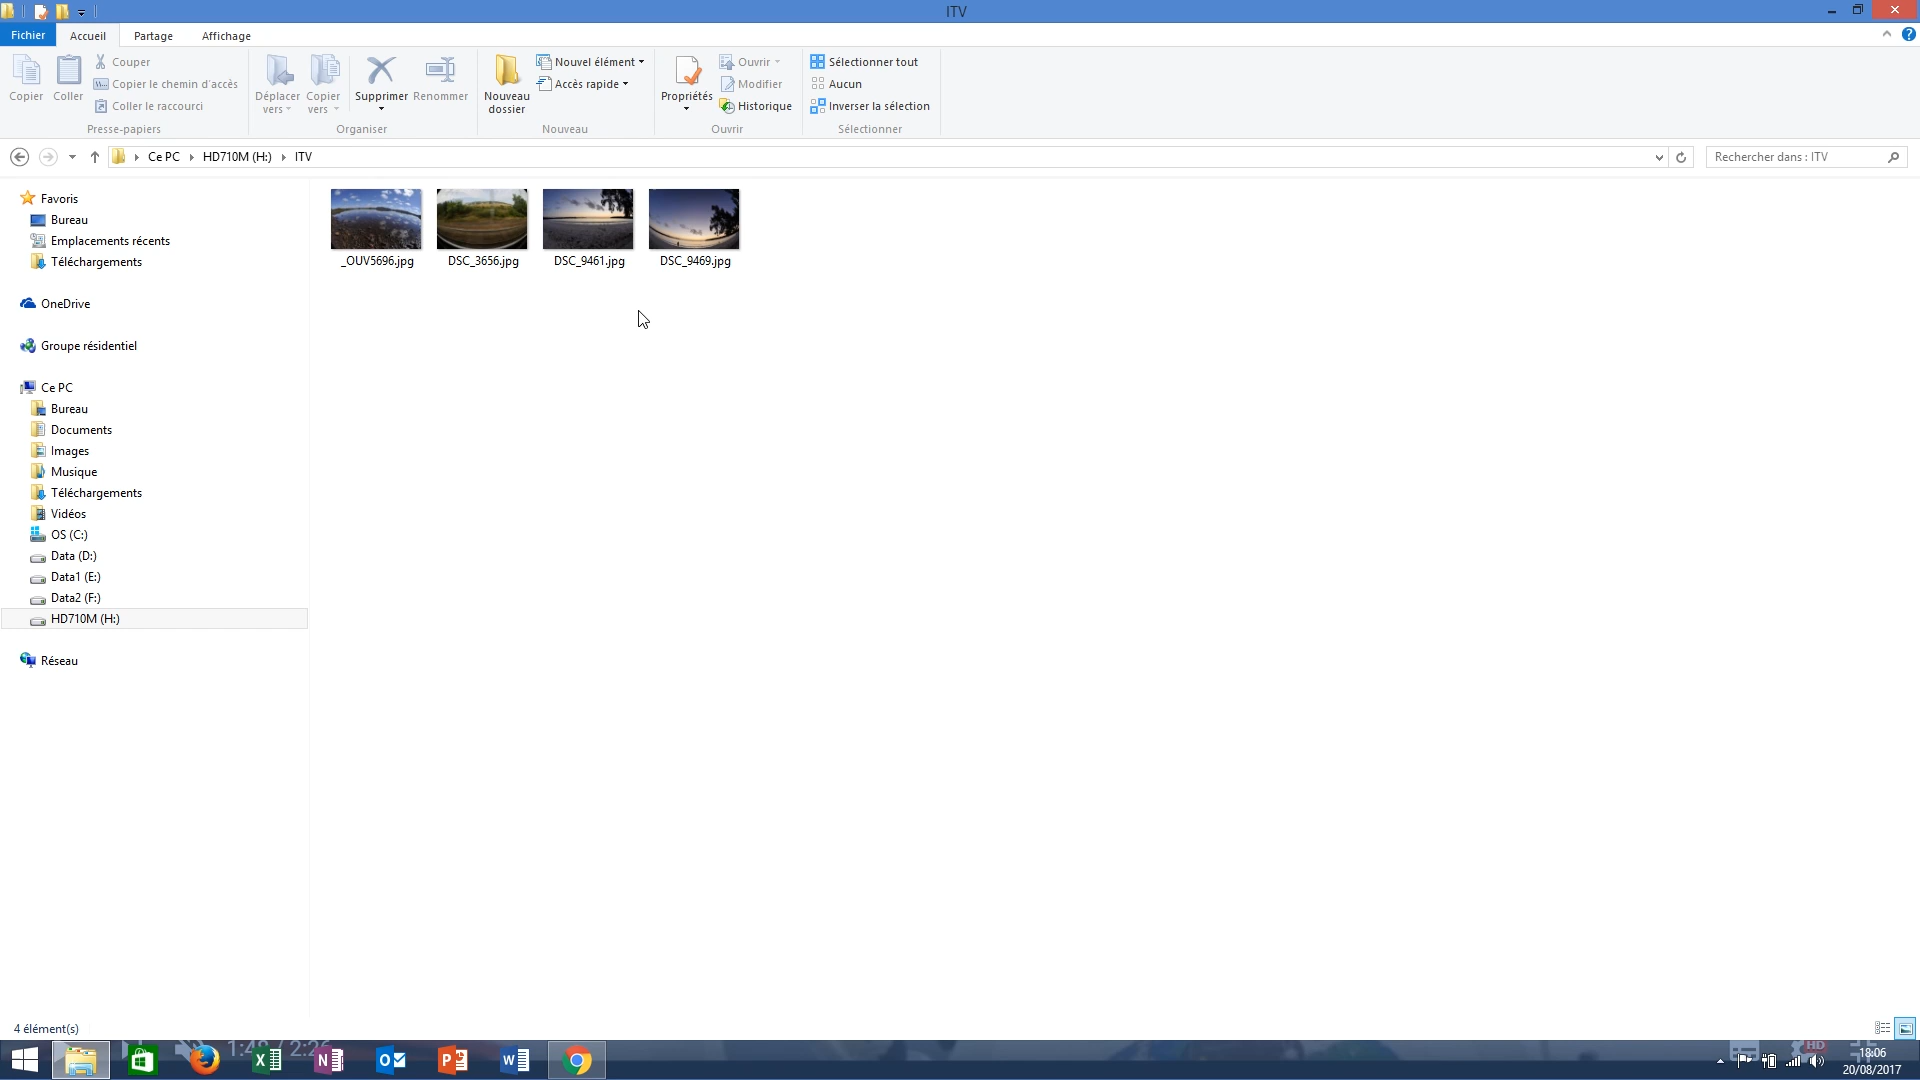 ITV
Fichier
Accueil
Partage
Affichage
Copier
Coller
Couper
Copier le chemin d'accès
Coller le raccourci
Presse-papiers
Déplacer
vers
Copier
vers
Supprimer
Renommer
Organiser
Nouveau
dossier
Nouvel élément
Accès rapide
Nouveau
Propriétés
Ouvrir
Modifier
Historique
Ouvrir
Sélectionner tout
Aucun
Inverser la sélection
Sélectionner
Ce PC
HD710M (H:)
ITV
Rechercher dans : ITV
Favoris
Bureau
Emplacements récents
Téléchargements
OneDrive
Groupe résidentiel
Ce PC
Bureau
Documents
Images
Musique
Téléchargements
Vidéos
OS (C:)
Data (D:)
Data1 (E:)
Data2 (F:)
HD710M (H:)
Réseau
_OUV5696.jpg
DSC_3656.jpg
DSC_9461.jpg
DSC_9469.jpg
4 élément(s)
HD
18:06
20/08/2017